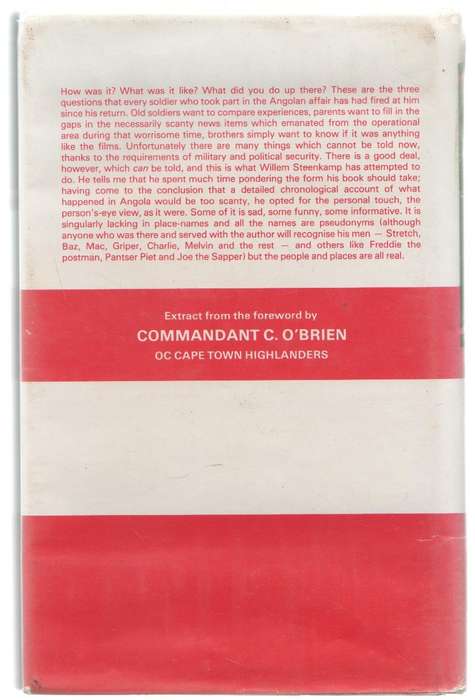 How was it? What was it like? What did you do up there? These are the three
questions that every soldier who took part in the Angolan affair has had fired at him
since his return. Old soldiers want to compare experiences, parents want to fill in the
gaps in the necessarily scanty news items which emanated from the operational
area during that worrisome time, brothers simply want to know if it was anything
like the films. Unfortunately there are many things which cannot be told now,
thanks to the requirements of military and political security. There is a good deal,
however, which can be told, and this is what Willem Steenkamp has attempted to
do. He tells me that he spent much time pondering the form his book should take;
having come to the conclusion that a detailed chronological account of what
happened in Angola would be too scanty, he opted for the personal touch, the
person's-eye view, as it were. Some of it is sad, some funny, some informative. It is
singularly lacking in place-names and all the names are pseudonyms (although
anyone who was there and served with the author will recognise his men — Stretch,
Baz, Mac, Griper, Charlie, Melvin and the rest — and others like Freddie the
postman, Pantser Piet and Joe the Sapper) but the people and places are all real.
Extract from the foreword by
COMMANDANT C. O'BRIEN
OC CAPE TOWN HIGHLANDERS